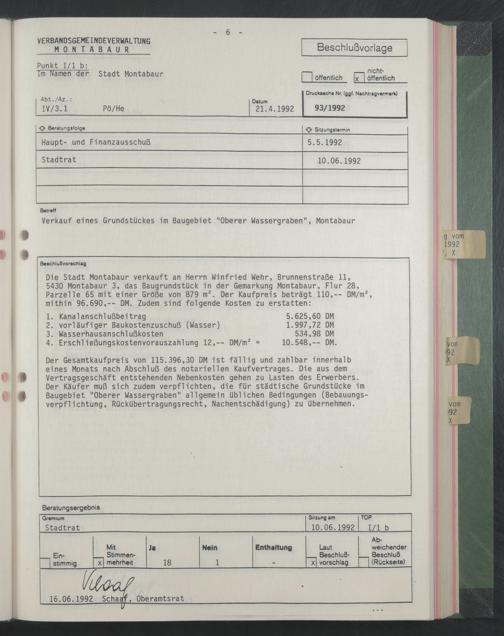 - 6 -
VERBANDSGEMEINDEVERWALTUNG
MONTABAUR
Beschlußvorlage
Punkt I/1 b:
Im Namen der Stadt Montabaur
öffentlich
x nicht-öffentlich
Abt./Az.:
IV/3.1 Pö/He
Datum
21.4.1992
Drucksache Nr. (ggf. Nachtragsvermerk)
93/1992
Beratungsfolge
Sitzungstermin
Haupt- und Finanzausschuß 5.5.1992
Stadtrat 10.06.1992
Betreff
Verkauf eines Grundstückes im Baugebiet "Oberer Wassergraben", Montabaur
Beschlußvorschlag
Die Stadt Montabaur verkauft an Herrn Winfried Wehr, Brunnenstraße 11,
5430 Montabaur 3, das Baugrundstück in der Gemarkung Montabaur, Flur 28,
Parzelle 65 mit einer Größe von 879 m². Der Kaufpreis beträgt 110,-- DM/m²,
mithin 96.690,-- DM. Zudem sind folgende Kosten zu erstatten:
1. Kanalanschlußbeitrag 5.625,60 DM
2. vorläufiger Baukostenzuschuß (Wasser) 1.997,72 DM
3. Wasserhausanschlußkosten 534,98 DM
4. Erschließungskostenvorauszahlung 12,-- DM/m² = 10.548,-- DM.
Der Gesamtkaufpreis von 115.396,30 DM ist fällig und zahlbar innerhalb
eines Monats nach Abschluß des notariellen Kaufvertrages. Die aus dem
Vertragsgeschäft entstehenden Nebenkosten gehen zu Lasten des Erwerbers.
Der Käufer muß sich zudem verpflichten, die für städtische Grundstücke im
Baugebiet "Oberer Wassergraben" allgemein üblichen Bedingungen (Bebauungs-
verpflichtung, Rückübertragungsrecht, Nachentschädigung) zu übernehmen.
Beratungsergebnis
Gremium
Stadtrat
Sitzung am
10.06.1992
TOP
I/1 b
Ein-
stimmig
x Mit
Stimmen-
mehrheit
Ja
18
Nein
1
Enthaltung
-
x Laut
Beschluß-
vorschlag
Ab-
weichender
Beschluß
(Rückseite)
16.06.1992 Schaaf, Oberamtsrat
...
g vom
1992
. X
von
92
X
vom
92
X